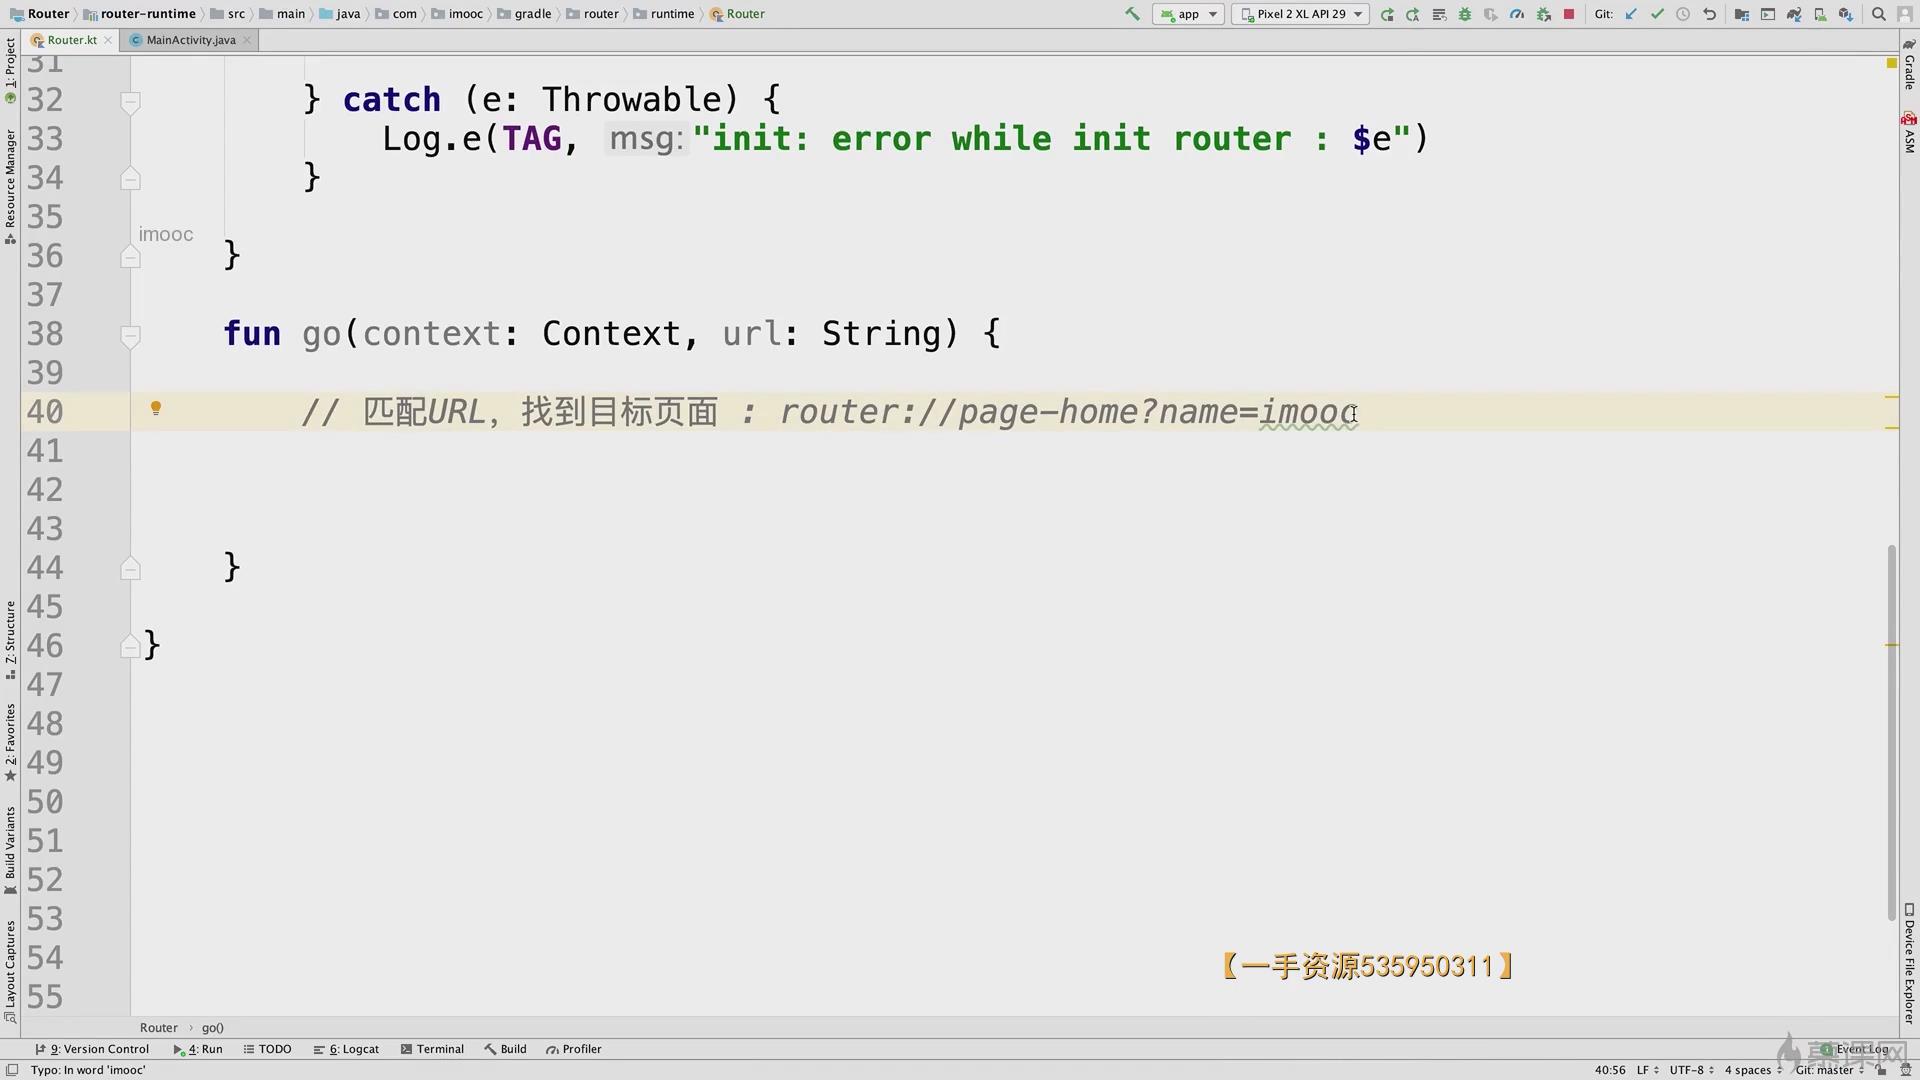 Router router-runtime src main java com imooc gradle router runtime Router app Pixel 2 XL API 29 Git:
Router.kt MainActivity.java
31
32 } catch (e: Throwable) {
33 Log.e(TAG, msg: "init: error while init router : $e")
34 }
35
imooc
36 }
37
38 fun go(context: Context, url: String) {
39
40 // 匹配URL, 找到目标页面 : router://page-home?name=imooc
41
42
43
44 }
45
46 }
47
48
49
50
51
52
53
54
55
【一手资源535950311】
1: Project
Resource Manager
Z: Structure
2: Favorites
Build Variants
Layout Captures
Gradle
ASM
Device File Explorer
Router › go()
9: Version Control 4: Run TODO 6: Logcat Terminal Build Profiler Event Log
慕课网
Typo: In word 'imooc' 40:56 LF UTF-8 4 spaces Git: master